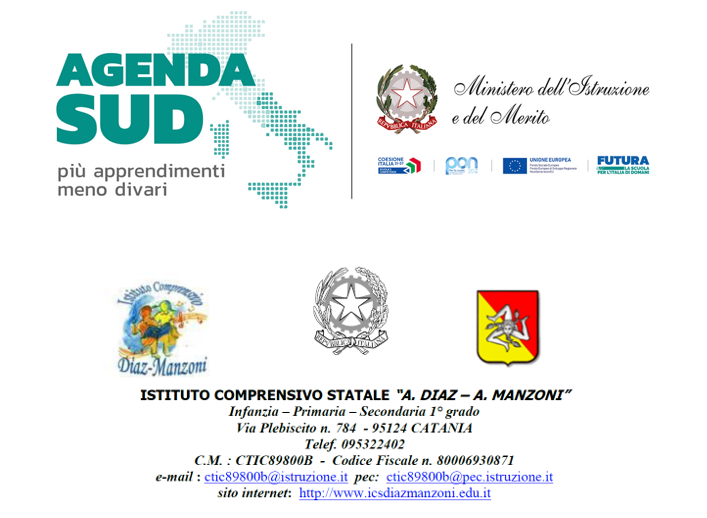 AGENDA
SUD
più apprendimenti
meno divari
Ministero dell'Istruzione
e del Merito
REPUBBLICA ITALIANA
COESIONE
ITALIA 21-27
pon
UNIONE EUROPEA
FUTURA
LA SCUOLA
PER L'ITALIA DI DOMANI
Istituto Comprensivo
Diaz-Manzoni
REPUBBLICA ITALIANA
ISTITUTO COMPRENSIVO STATALE “A. DIAZ – A. MANZONI”
Infanzia – Primaria – Secondaria 1° grado
Via Plebiscito n. 784 - 95124 CATANIA
Telef. 095322402
C.M. : CTIC89800B - Codice Fiscale n. 80006930871
e-mail : ctic89800b@istruzione.it pec: ctic89800b@pec.istruzione.it
sito internet: http://www.icsdiazmanzoni.edu.it